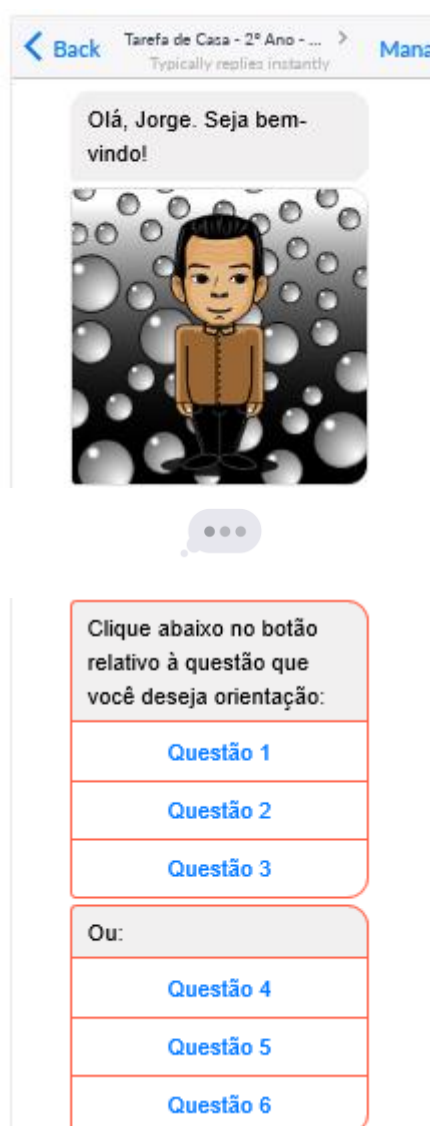 Back
Tarefa de Casa - 2º Ano - ...
Typically replies instantly
Mana
Olá, Jorge. Seja bem-
vindo!
Clique abaixo no botão
relativo à questão que
você deseja orientação:
Questão 1
Questão 2
Questão 3
Ou:
Questão 4
Questão 5
Questão 6